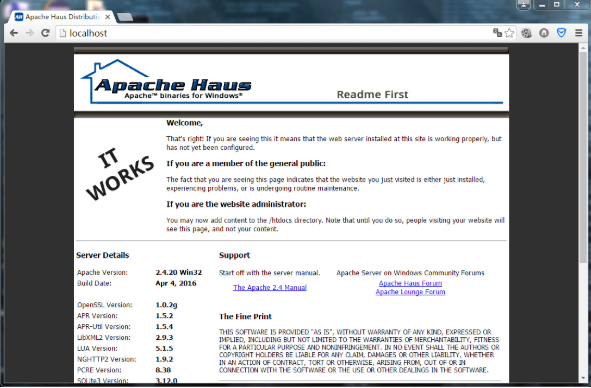 Apache Haus Distributi
localhost
Apache Haus
Apache™ binaries for Windows®
Readme First
IT
WORKS
Welcome,
That's right! If you are seeing this it means that the web server installed at this site is working properly, but
has not yet been configured.
If you are a member of the general public:
The fact that you are seeing this page indicates that the website you just visited is either just installed,
experiencing problems, or is undergoing routine maintenance.
If you are the website administrator:
You may now add content to the /htdocs directory. Note that until you do so, people visiting your website will
see this page, and not your content.
Server Details
Apache Version: 2.4.20 Win32
Build Date: Apr 4, 2016
OpenSSL Version: 1.0.2g
APR Version: 1.5.2
APR-Util Version: 1.5.4
LibXML2 Version: 2.9.3
LUA Version: 5.1.5
NGHTTP2 Version: 1.9.2
PCRE Version: 8.38
SQLite3 Version: 3.12.0
Support
Start off with the server manual.
The Apache 2.4 Manual
Apache Server on Windows Community Forums
Apache Haus Forum
Apache Lounge Forum
The Fine Print
THIS SOFTWARE IS PROVIDED "AS IS", WITHOUT WARRANTY OF ANY KIND, EXPRESSED OR
IMPLIED, INCLUDING BUT NOT LIMITED TO THE WARRANTIES OF MERCHANTABILITY, FITNESS
FOR A PARTICULAR PURPOSE AND NONINFRINGEMENT. IN NO EVENT SHALL THE AUTHORS OR
COPYRIGHT HOLDERS BE LIABLE FOR ANY CLAIM, DAMAGES OR OTHER LIABILITY, WHETHER
IN AN ACTION OF CONTRACT, TORT OR OTHERWISE, ARISING FROM, OUT OF OR IN
CONNECTION WITH THE SOFTWARE OR THE USE OR OTHER DEALINGS IN THE SOFTWARE.